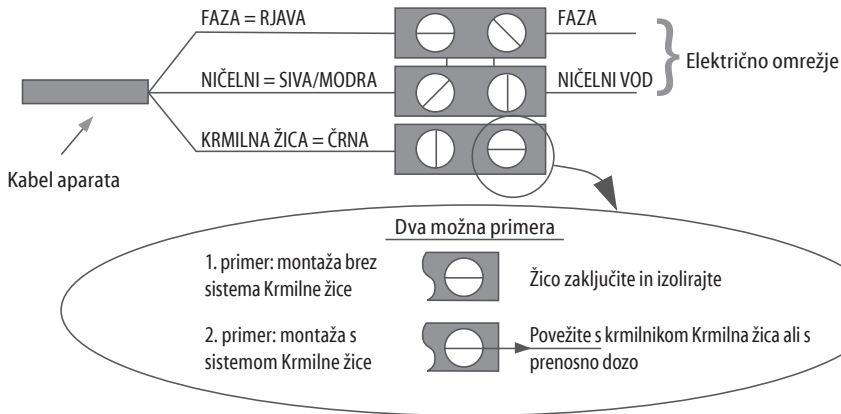 FAZA = RJAVA
FAZA
Električno omrežje
NIČELNI = SIVA/MODRA
NIČELNI VOD
KRMILNA ŽICA = ČRNA
Kabel aparata
Dva možna primera
1. primer: montaža brez
sistema Krmilne žice
Žico zaključite in izolirajte
2. primer: montaža s
sistemom Krmilne žice
Povežite s krmilnikom Krmilna žica ali s
prenosno dozo